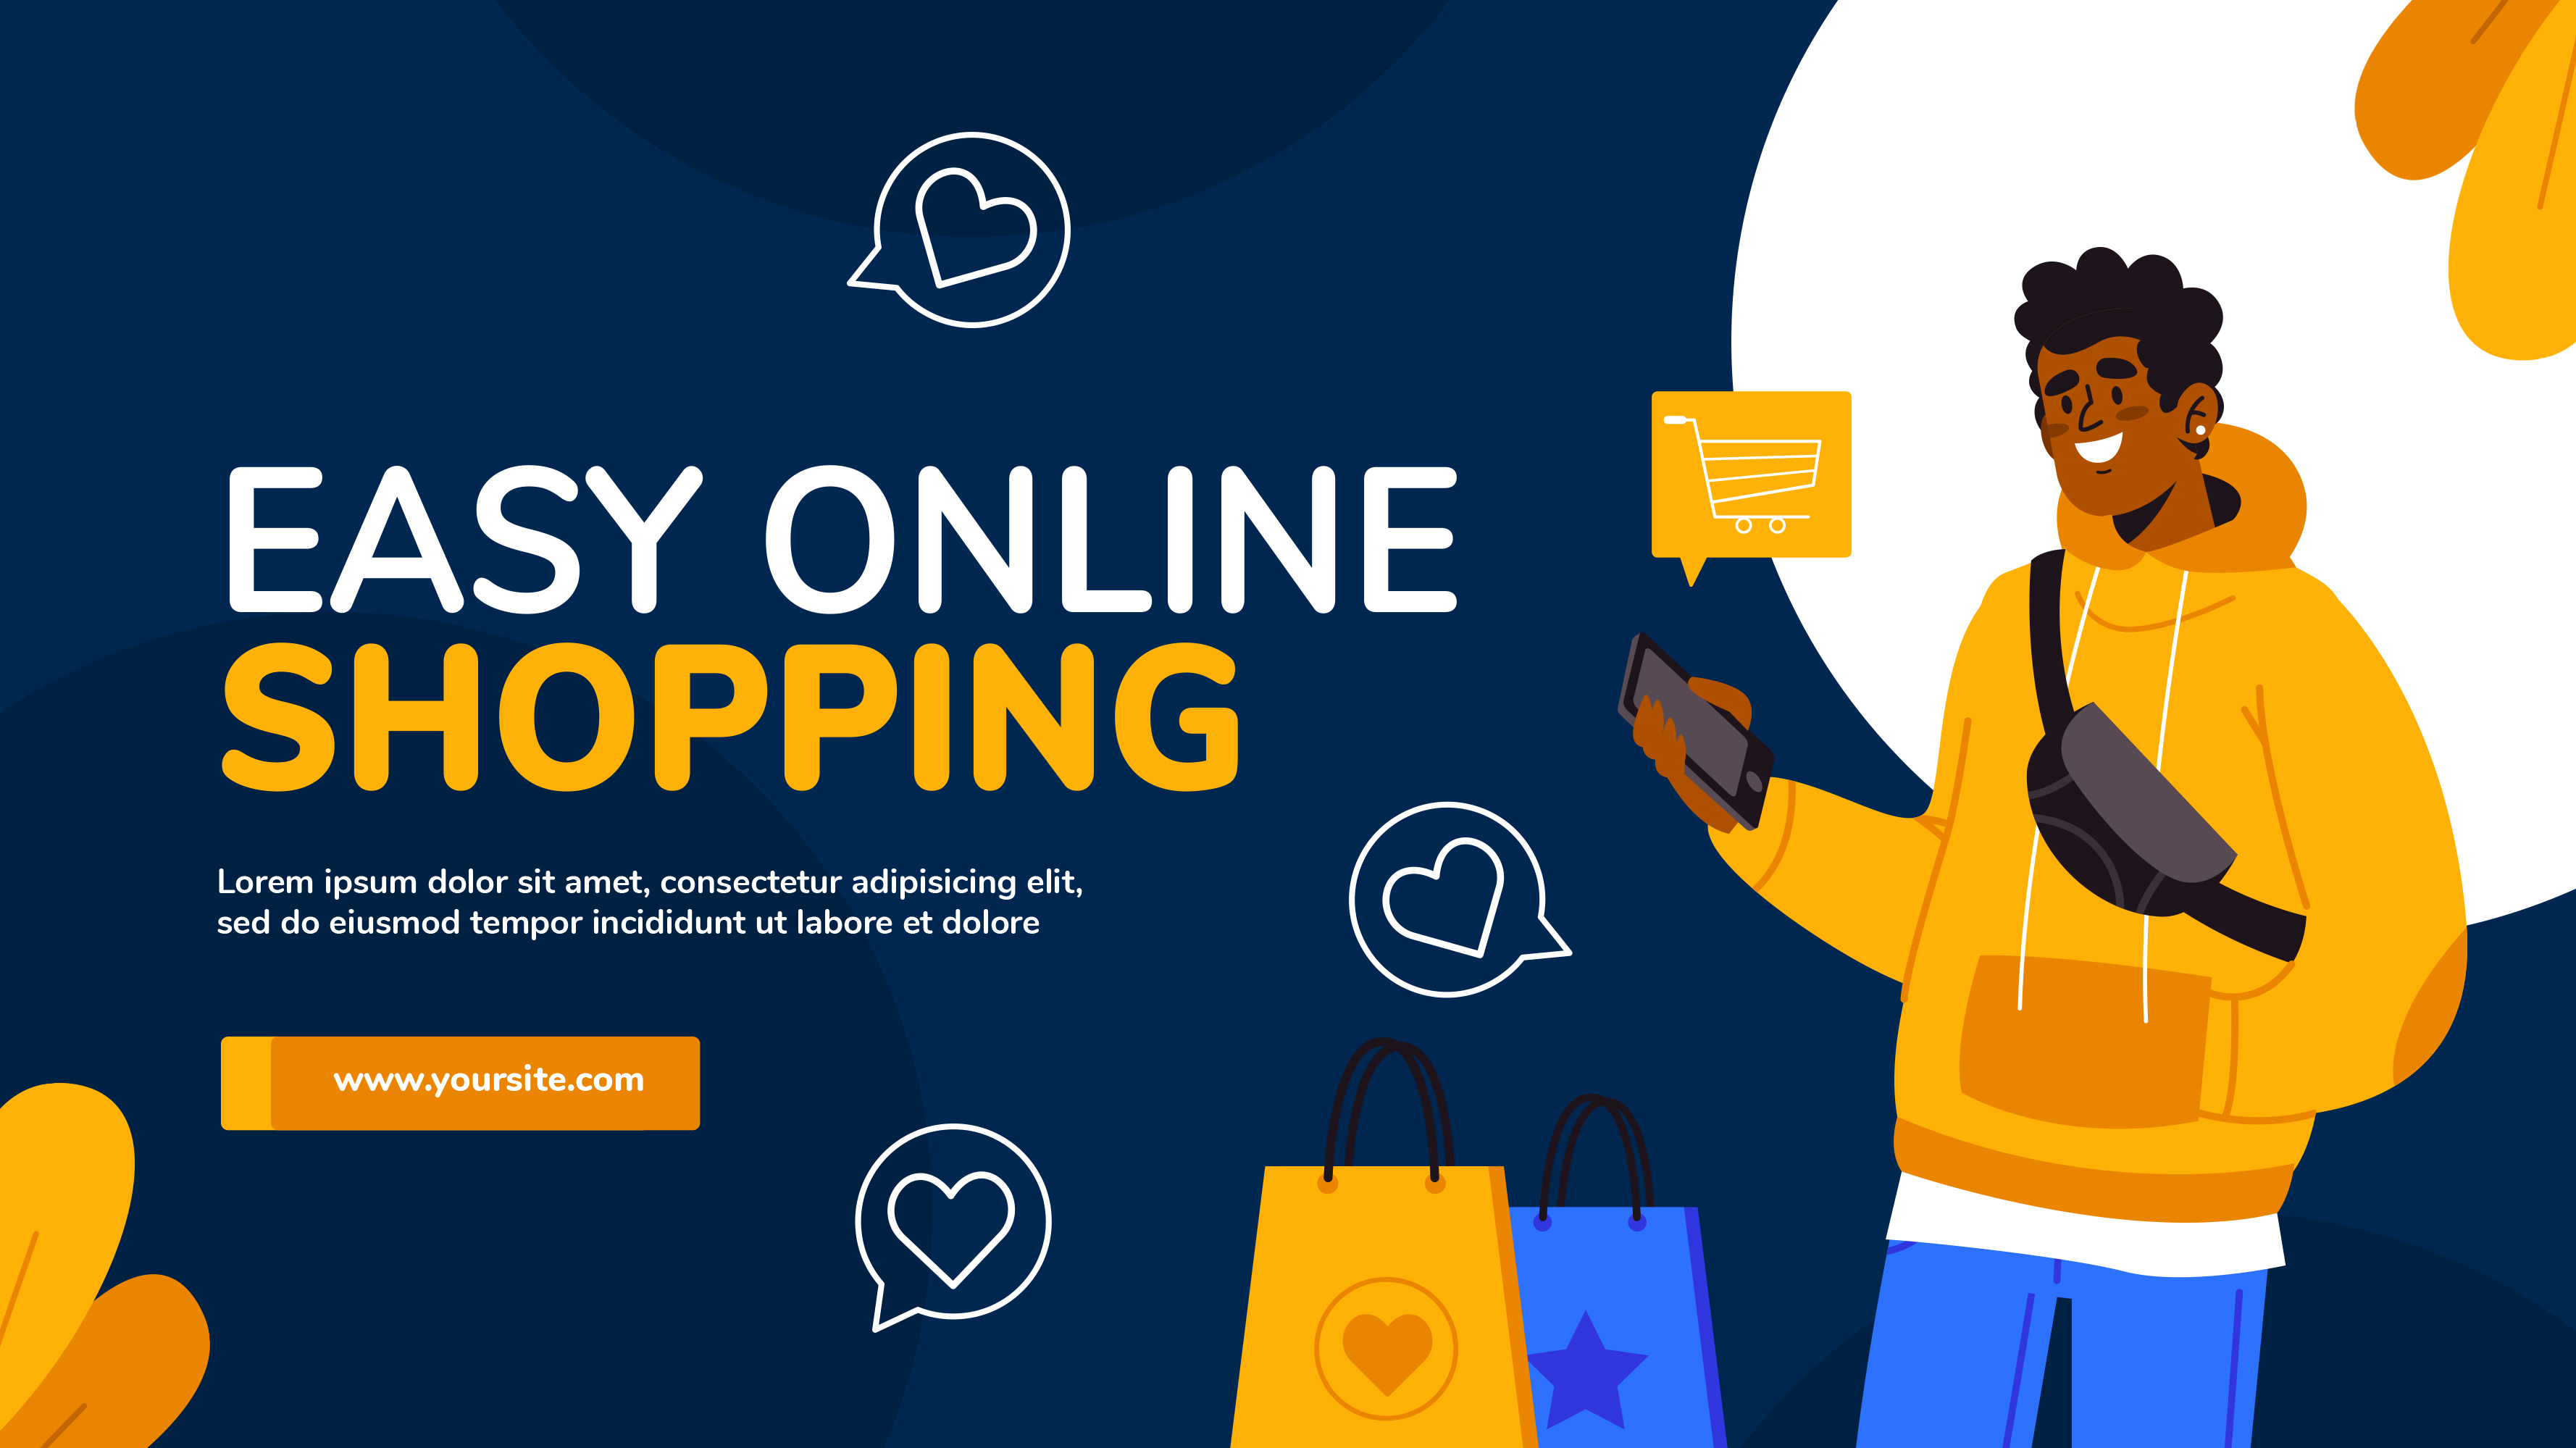 EASY ONLINE
SHOPPING
Lorem ipsum dolor sit amet, consectetur adipisicing elit,
sed do eiusmod tempor incididunt ut labore et dolore
www.yoursite.com